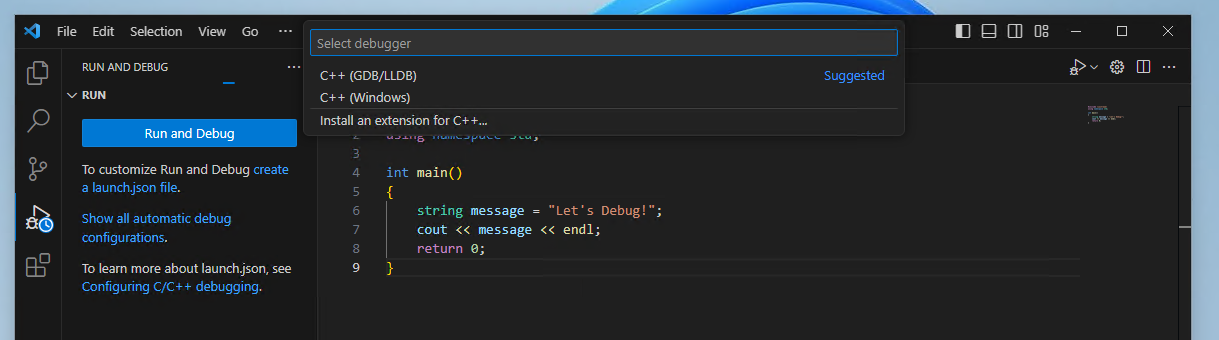 File Edit Selection View Go ···
Select debugger
C++ (GDB/LLDB) Suggested
C++ (Windows)
Install an extension for C++...
RUN AND DEBUG ···
RUN
Run and Debug
To customize Run and Debug create
a launch.json file.
Show all automatic debug
configurations.
To learn more about launch.json, see
Configuring C/C++ debugging.
2 using namespace std;
3
4 int main()
5 {
6 string message = "Let's Debug!";
7 cout << message << endl;
8 return 0;
9 }